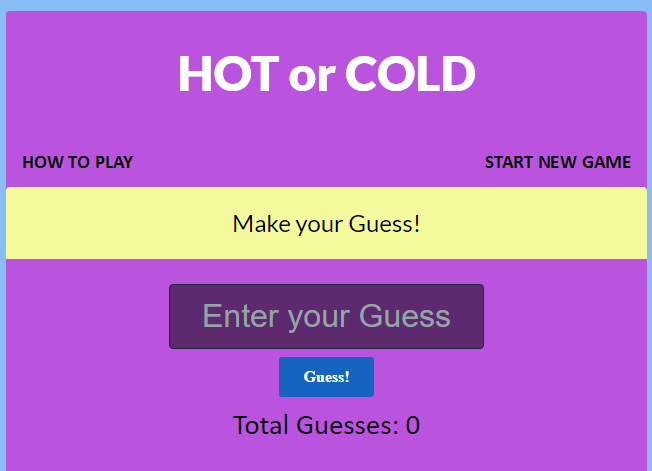 HOT or COLD
HOW TO PLAY
START NEW GAME
Make your Guess!
Enter your Guess
Guess!
Total Guesses: 0